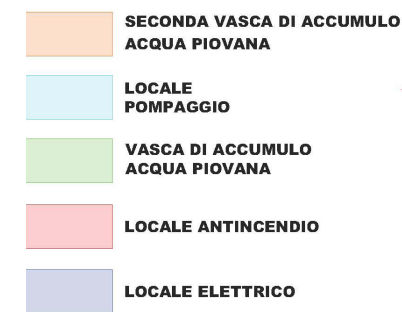 SECONDA VASCA DI ACCUMULO
ACQUA PIOVANA
LOCALE
POMPAGGIO
VASCA DI ACCUMULO
ACQUA PIOVANA
LOCALE ANTINCENDIO
LOCALE ELETTRICO